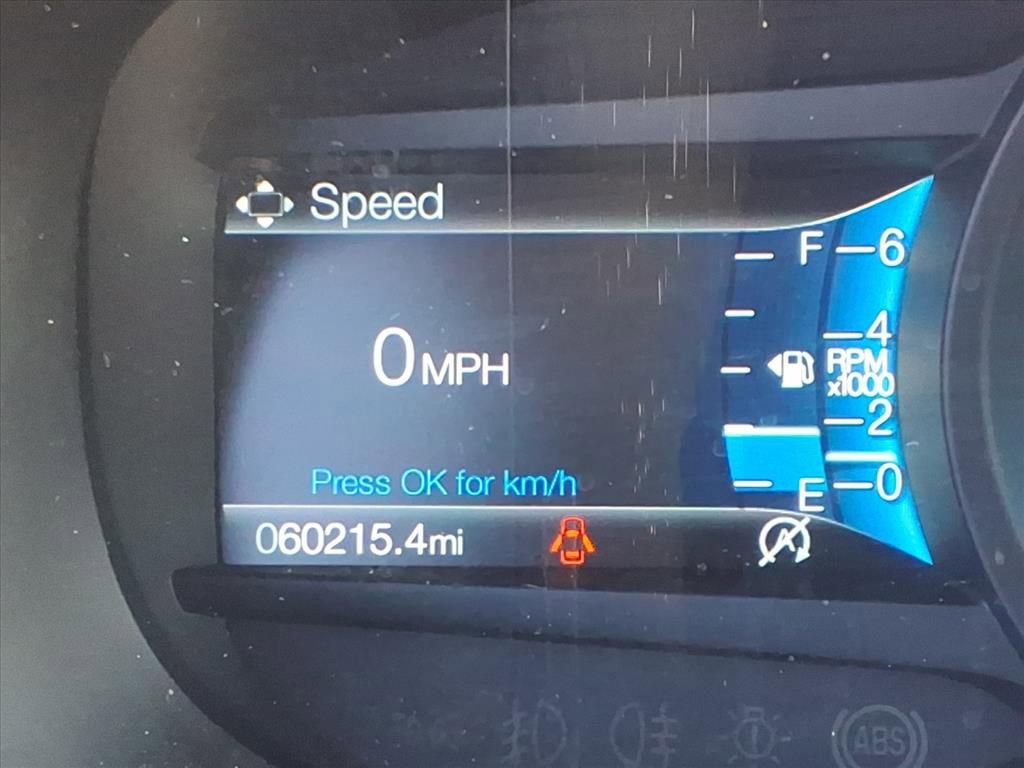 Speed
F
6
4
0 MPH
RPM
x1000
2
Press OK for km/h
E
0
060215.4mi
A
ABS